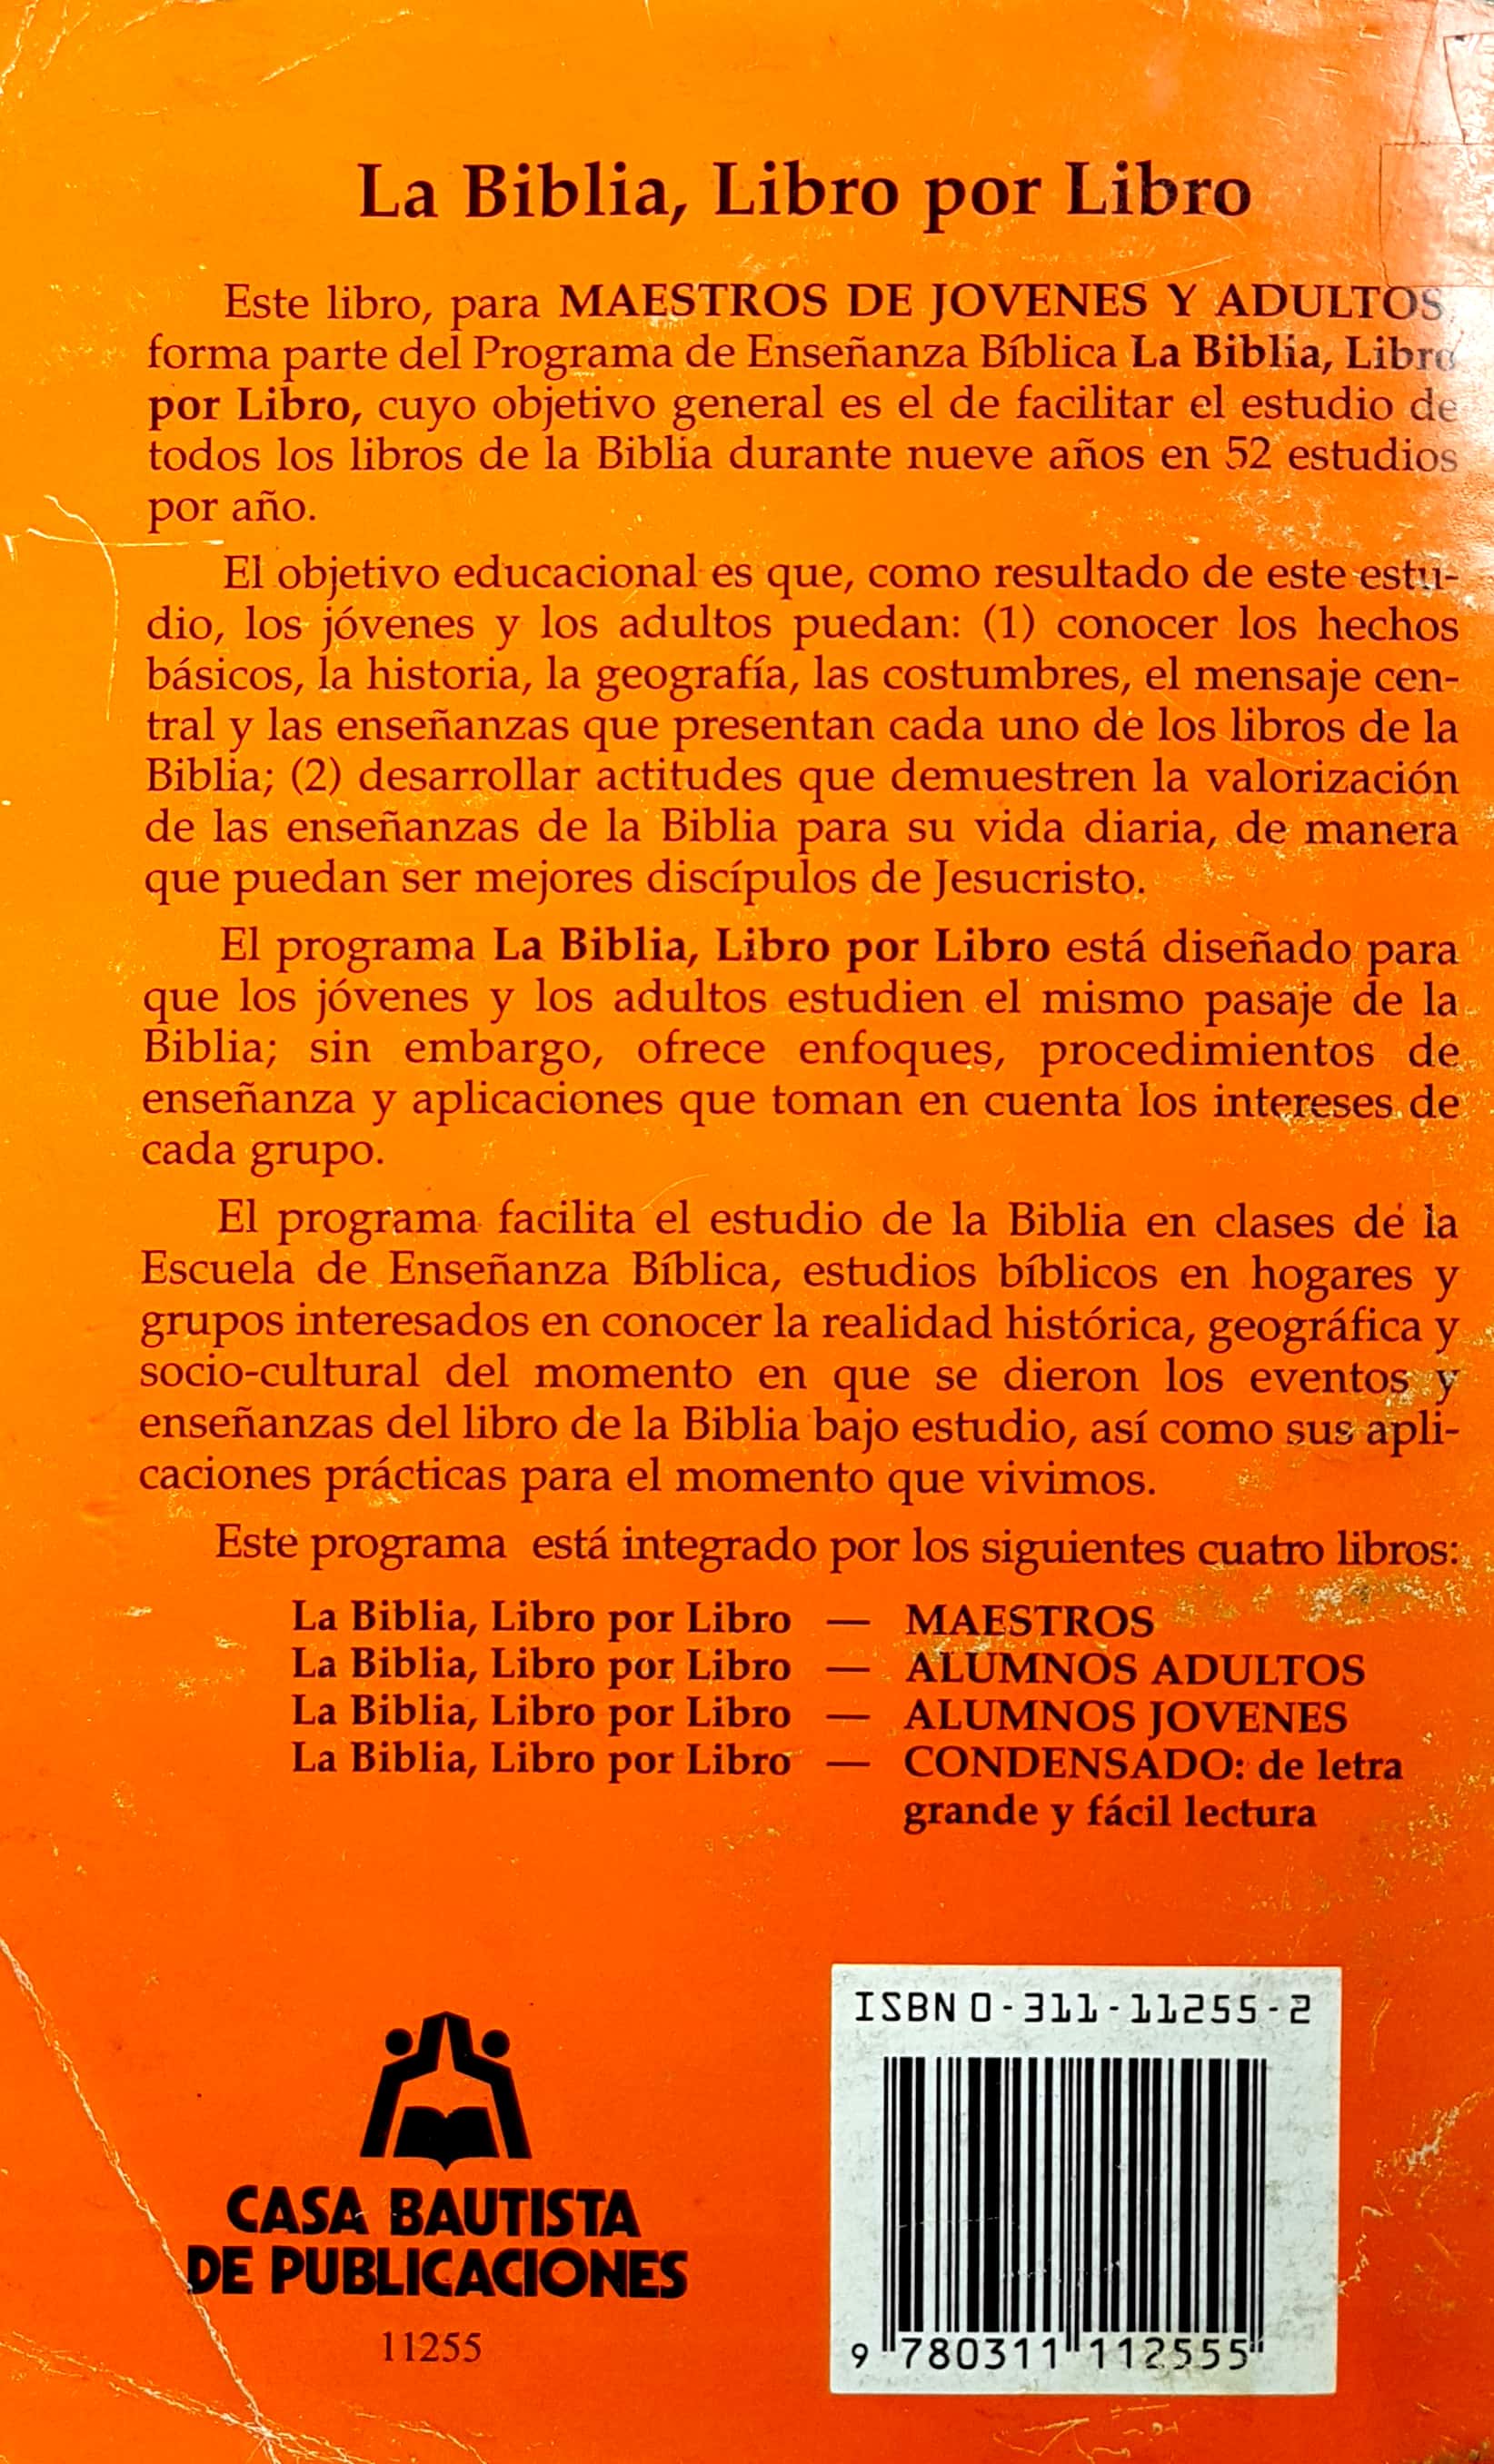 La Biblia, Libro por Libro
Este libro, para MAESTROS DE JOVENES Y ADULTOS,
forma parte del Programa de Enseñanza Bíblica La Biblia, Libro
por Libro, cuyo objetivo general es el de facilitar el estudio de
todos los libros de la Biblia durante nueve años en 52 estudios
por año.
El objetivo educacional es que, como resultado de este estu-
dio, los jóvenes y los adultos puedan: (1) conocer los hechos
básicos, la historia, la geografía, las costumbres, el mensaje cen-
tral y las enseñanzas que presentan cada uno de los libros de la
Biblia; (2) desarrollar actitudes que demuestren la valorización
de las enseñanzas de la Biblia para su vida diaria, de manera
que puedan ser mejores discípulos de Jesucristo.
El programa La Biblia, Libro por Libro está diseñado para
que los jóvenes y los adultos estudien el mismo pasaje de la
Biblia; sin embargo, ofrece enfoques, procedimientos de
enseñanza y aplicaciones que toman en cuenta los intereses de
cada grupo.
El programa facilita el estudio de la Biblia en clases de la
Escuela de Enseñanza Bíblica, estudios bíblicos en hogares y
grupos interesados en conocer la realidad histórica, geográfica y
socio-cultural del momento en que se dieron los eventos y
enseñanzas del libro de la Biblia bajo estudio, así como sus apli-
caciones prácticas para el momento que vivimos.
Este programa está integrado por los siguientes cuatro libros:
La Biblia, Libro por Libro — MAESTROS
La Biblia, Libro por Libro — ALUMNOS ADULTOS
La Biblia, Libro por Libro — ALUMNOS JOVENES
La Biblia, Libro por Libro — CONDENSADO: de letra
grande y fácil lectura
CASA BAUTISTA
DE PUBLICACIONES
11255
ISBN 0-311-11255-2
9 780311 112555